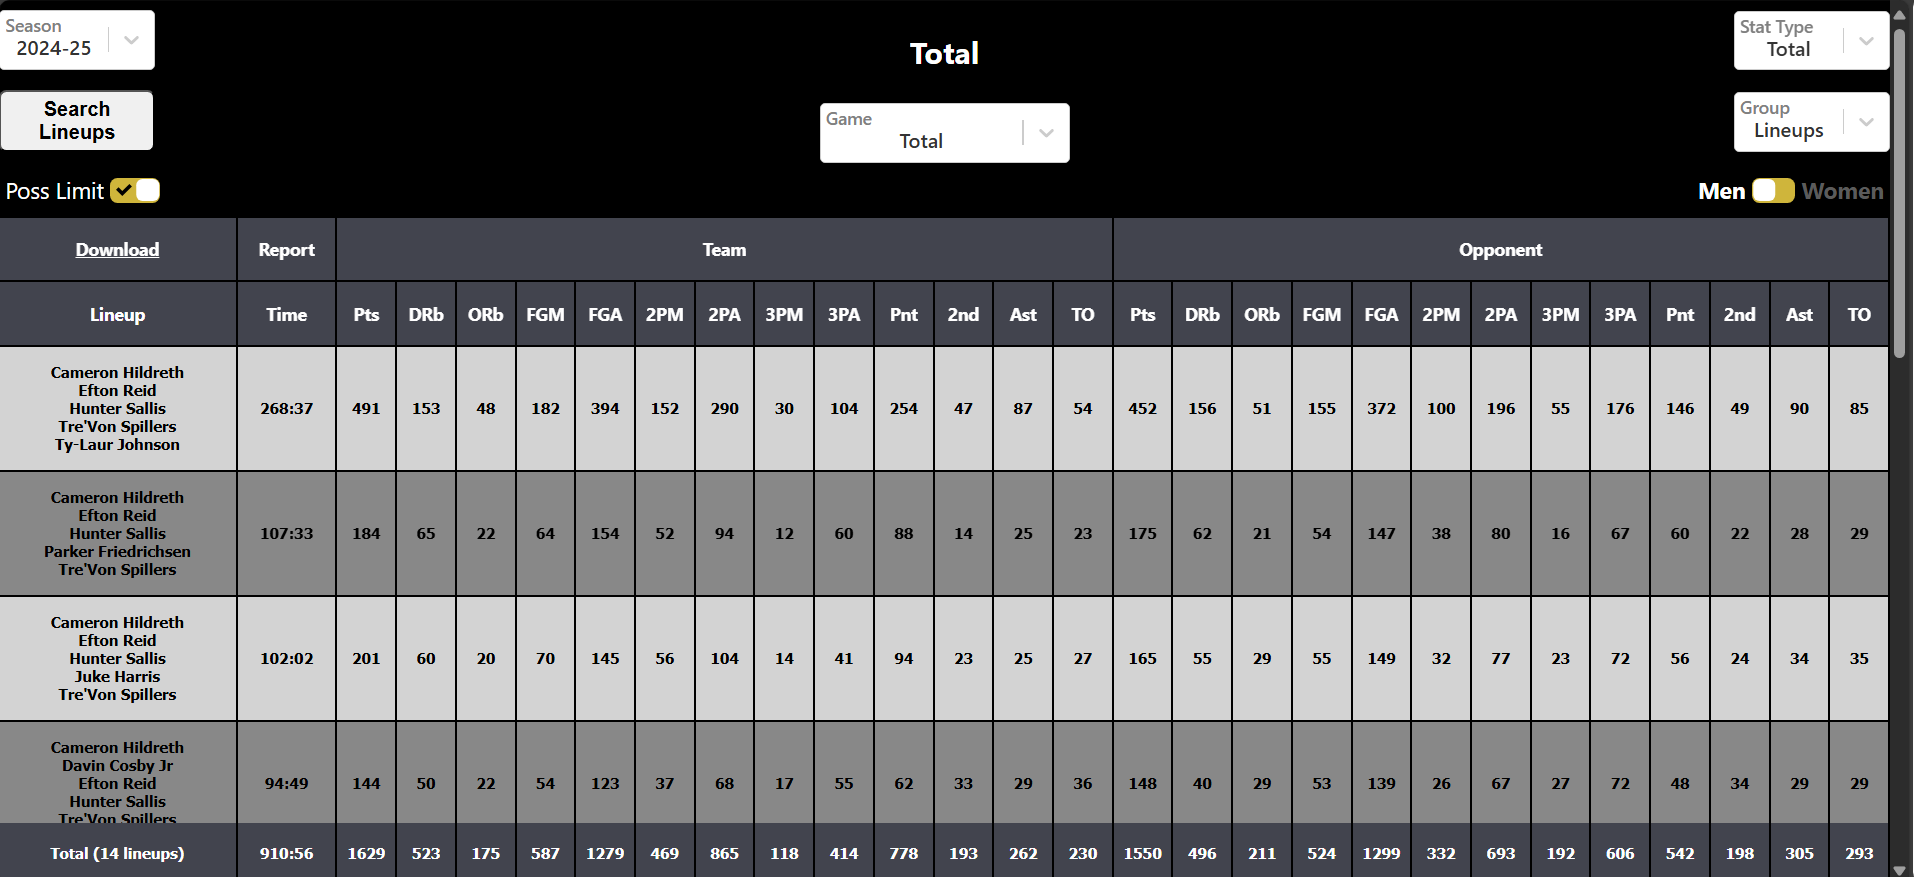 Season
2024-25
Total
Stat Type
Total
Search
Lineups
Game
Total
Group
Lineups
Poss Limit
Men Women
Download Report Team Opponent
Lineup Time Pts DRb ORb FGM FGA 2PM 2PA 3PM 3PA Pnt 2nd Ast TO Pts DRb ORb FGM FGA 2PM 2PA 3PM 3PA Pnt 2nd Ast TO
Cameron Hildreth
Efton Reid
Hunter Sallis
Tre'Von Spillers
Ty-Laur Johnson
268:37 491 153 48 182 394 152 290 30 104 254 47 87 54 452 156 51 155 372 100 196 55 176 146 49 90 85
Cameron Hildreth
Efton Reid
Hunter Sallis
Parker Friedrichsen
Tre'Von Spillers
107:33 184 65 22 64 154 52 94 12 60 88 14 25 23 175 62 21 54 147 38 80 16 67 60 22 28 29
Cameron Hildreth
Efton Reid
Hunter Sallis
Juke Harris
Tre'Von Spillers
102:02 201 60 20 70 145 56 104 14 41 94 23 25 27 165 55 29 55 149 32 77 23 72 56 24 34 35
Cameron Hildreth
Davin Cosby Jr
Efton Reid
Hunter Sallis
Tre'Von Spillers
94:49 144 50 22 54 123 37 68 17 55 62 33 29 36 148 40 29 53 139 26 67 27 72 48 34 29 29
Total (14 lineups) 910:56 1629 523 175 587 1279 469 865 118 414 778 193 262 230 1550 496 211 524 1299 332 693 192 606 542 198 305 293